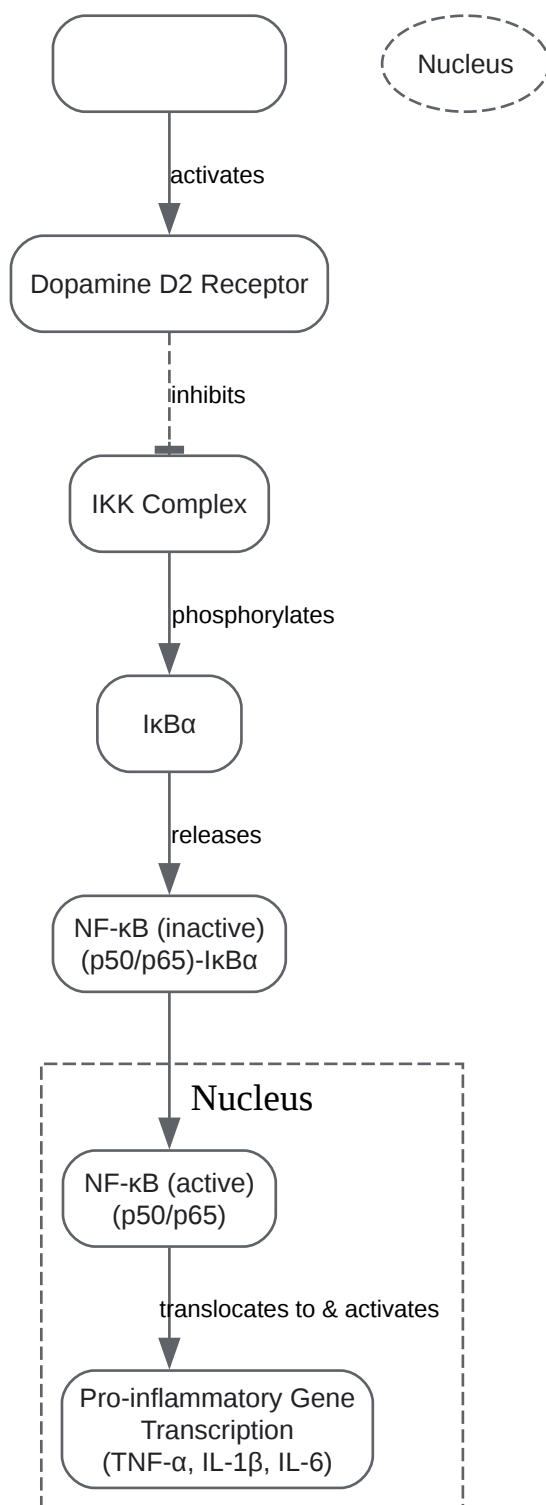 Nucleus
activates
Dopamine D2 Receptor
inhibits
IKK Complex
phosphorylates
IκBα
releases
NF-κB (inactive)
(p50/p65)-IκBα
Nucleus
NF-κB (active)
(p50/p65)
translocates to & activates
Pro-inflammatory Gene
Transcription
(TNF-α, IL-1β, IL-6)